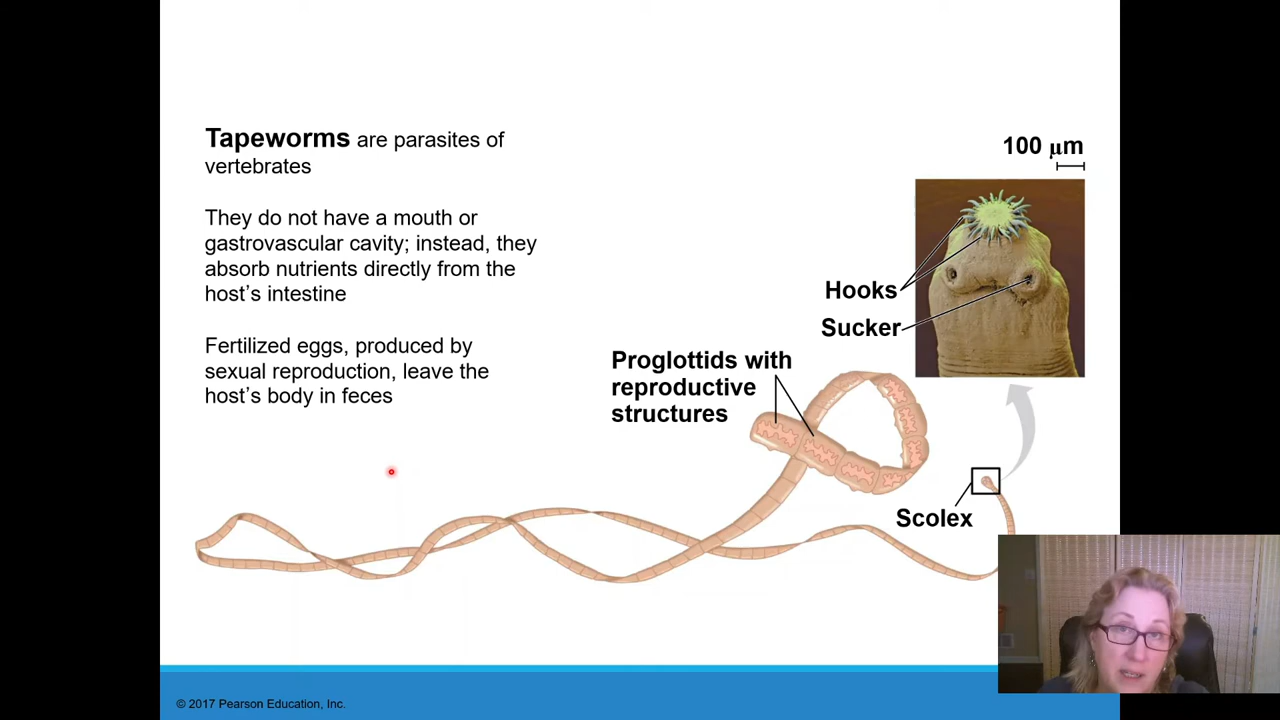 Tapeworms are parasites of
vertebrates
They do not have a mouth or
gastrovascular cavity; instead, they
absorb nutrients directly from the
host’s intestine
Fertilized eggs, produced by
sexual reproduction, leave the
host’s body in feces
100 μm
Hooks
Sucker
Proglottids with
reproductive
structures
Scolex
© 2017 Pearson Education, Inc.